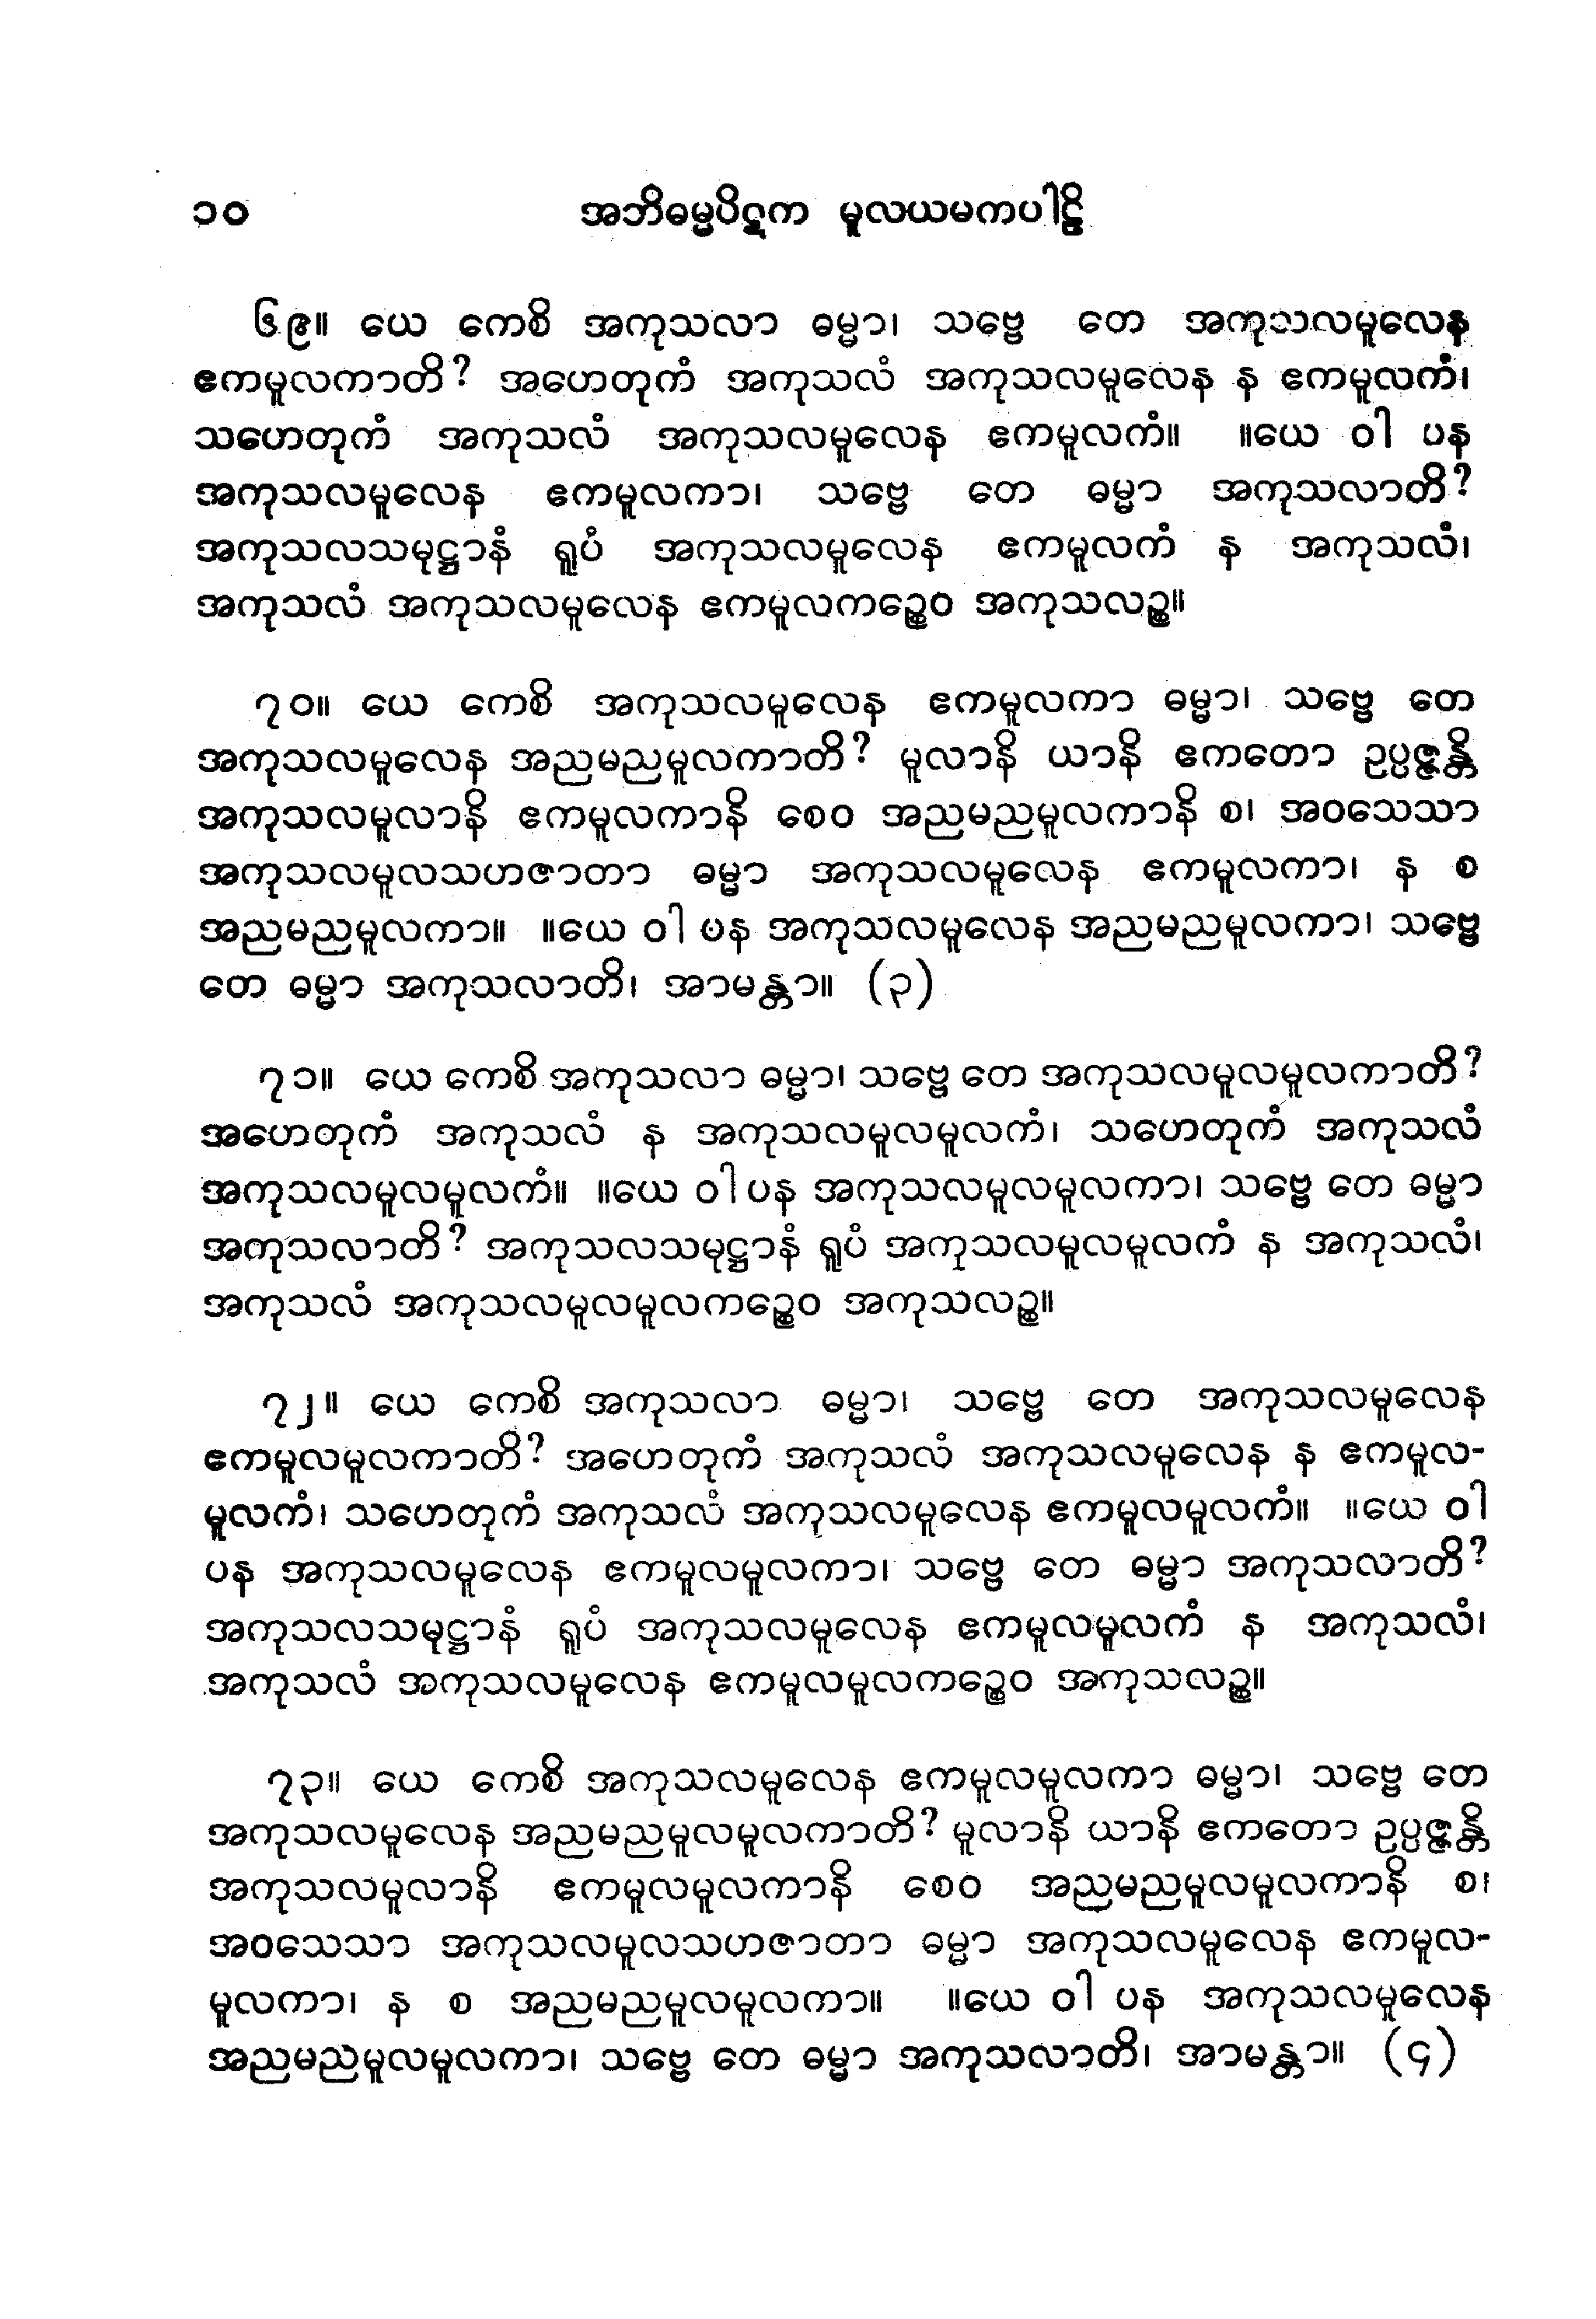 ၁၀ အဘိဓမ္မပိဋက မူလယမကပါဠိ
၆၉။ ယေ ကေစိ အကုသလာ ဓမ္မာ၊ သဗ္ဗေ တေ အကုသလမူလေန
ဧကမူလကာတိ? အဟေတုကံ အကုသလံ အကုသလမူလေန န ဧကမူလကံ၊
သဟေတုကံ အကုသလံ အကုသလမူလေန ဧကမူလကံ။ ။ယေ ဝါ ပန
အကုသလမူလေန ဧကမူလကာ၊ သဗ္ဗေ တေ ဓမ္မာ အကုသလာတိ?
အကုသလသမုဋ္ဌာနံ ရူပံ အကုသလမူလေန ဧကမူလကံ န အကုသလံ၊
အကုသလံ အကုသလမူလေန ဧကမူလကဉ္စေဝ အကုသလဉ္စ။
၇၀။ ယေ ကေစိ အကုသလမူလေန ဧကမူလကာ ဓမ္မာ၊ သဗ္ဗေ တေ
အကုသလမူလေန အညမညမူလကာတိ? မူလာနိ ယာနိ ဧကတော ဥပ္ပဇ္ဇန္တိ
အကုသလမူလာနိ ဧကမူလကာနိ စေဝ အညမညမူလကာနိ စ၊ အဝသေသာ
အကုသလမူလသဟဇာတာ ဓမ္မာ အကုသလမူလေန ဧကမူလကာ၊ န စ
အညမညမူလကာ။ ။ယေ ဝါ ပန အကုသလမူလေန အညမညမူလကာ၊ သဗ္ဗေ
တေ ဓမ္မာ အကုသလာတိ၊ အာမန္တာ။ (၃)
၇၁။ ယေ ကေစိ အကုသလာ ဓမ္မာ၊ သဗ္ဗေ တေ အကုသလမူလမူလကာတိ?
အဟေတုကံ အကုသလံ န အကုသလမူလမူလကံ၊ သဟေတုကံ အကုသလံ
အကုသလမူလမူလကံ။ ။ယေ ဝါ ပန အကုသလမူလမူလကာ၊ သဗ္ဗေ တေ ဓမ္မာ
အကုသလာတိ? အကုသလသမုဋ္ဌာနံ ရူပံ အကုသလမူလမူလကံ န အကုသလံ၊
အကုသလံ အကုသလမူလမူလကဉ္စေဝ အကုသလဉ္စ။
၇၂။ ယေ ကေစိ အကုသလာ ဓမ္မာ၊ သဗ္ဗေ တေ အကုသလမူလေန
ဧကမူလမူလကာတိ? အဟေတုကံ အကုသလံ အကုသလမူလေန န ဧကမူလ-
မူလကံ၊ သဟေတုကံ အကုသလံ အကုသလမူလေန ဧကမူလမူလကံ။ ။ယေ ဝါ
ပန အကုသလမူလေန ဧကမူလမူလကာ၊ သဗ္ဗေ တေ ဓမ္မာ အကုသလာတိ?
အကုသလသမုဋ္ဌာနံ ရူပံ အကုသလမူလေန ဧကမူလမူလကံ န အကုသလံ၊
အကုသလံ အကုသလမူလေန ဧကမူလမူလကဉ္စေဝ အကုသလဉ္စ။
၇၃။ ယေ ကေစိ အကုသလမူလေန ဧကမူလမူလကာ ဓမ္မာ၊ သဗ္ဗေ တေ
အကုသလမူလေန အညမညမူလမူလကာတိ? မူလာနိ ယာနိ ဧကတော ဥပ္ပဇ္ဇန္တိ
အကုသလမူလာနိ ဧကမူလမူလကာနိ စေဝ အညမညမူလမူလကာနိ စ၊
အဝသေသာ အကုသလမူလသဟဇာတာ ဓမ္မာ အကုသလမူလေန ဧကမူလ-
မူလကာ၊ န စ အညမညမူလမူလကာ။ ။ယေ ဝါ ပန အကုသလမူလေန
အညမညမူလမူလကာ၊ သဗ္ဗေ တေ ဓမ္မာ အကုသလာတိ၊ အာမန္တာ။ (၄)